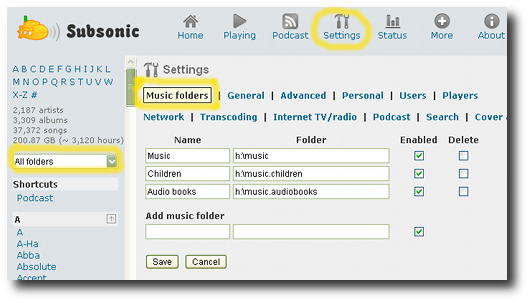 Subsonic
Home Playing Podcast Settings Status More About
A B C D E F G H I J K L
M N O P Q R S T U V W
X-Z #
2,187 artists
3,309 albums
37,372 songs
200.87 GB (~ 3,120 hours)
All folders
Shortcuts
Podcast
A
A
A-Ha
Abba
Absolute
Accent
Settings
Music folders | General | Advanced | Personal | Users | Players
Network | Transcoding | Internet TV/radio | Podcast | Search | Cover a
Name Folder Enabled Delete
Music h:\music
Children h:\music.children
Audio books h:\music.audiobooks
Add music folder
Save Cancel